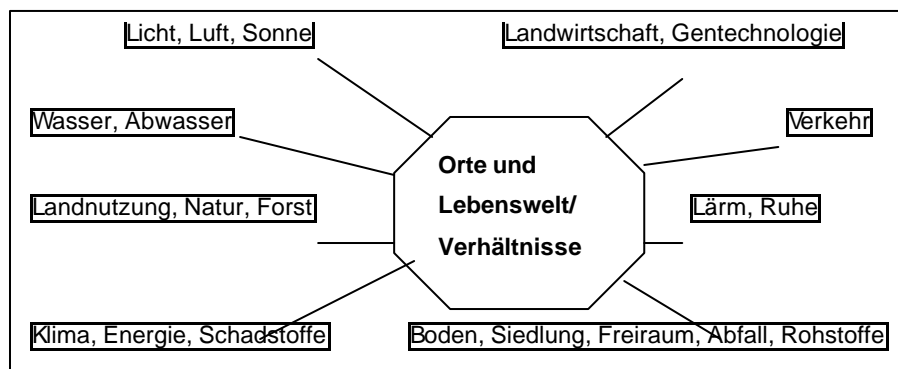 Licht, Luft, Sonne
Landwirtschaft, Gentechnologie
Wasser, Abwasser
Verkehr
Orte und
Lebenswelt/
Verhältnisse
Landnutzung, Natur, Forst
Lärm, Ruhe
Klima, Energie, Schadstoffe
Boden, Siedlung, Freiraum, Abfall, Rohstoffe